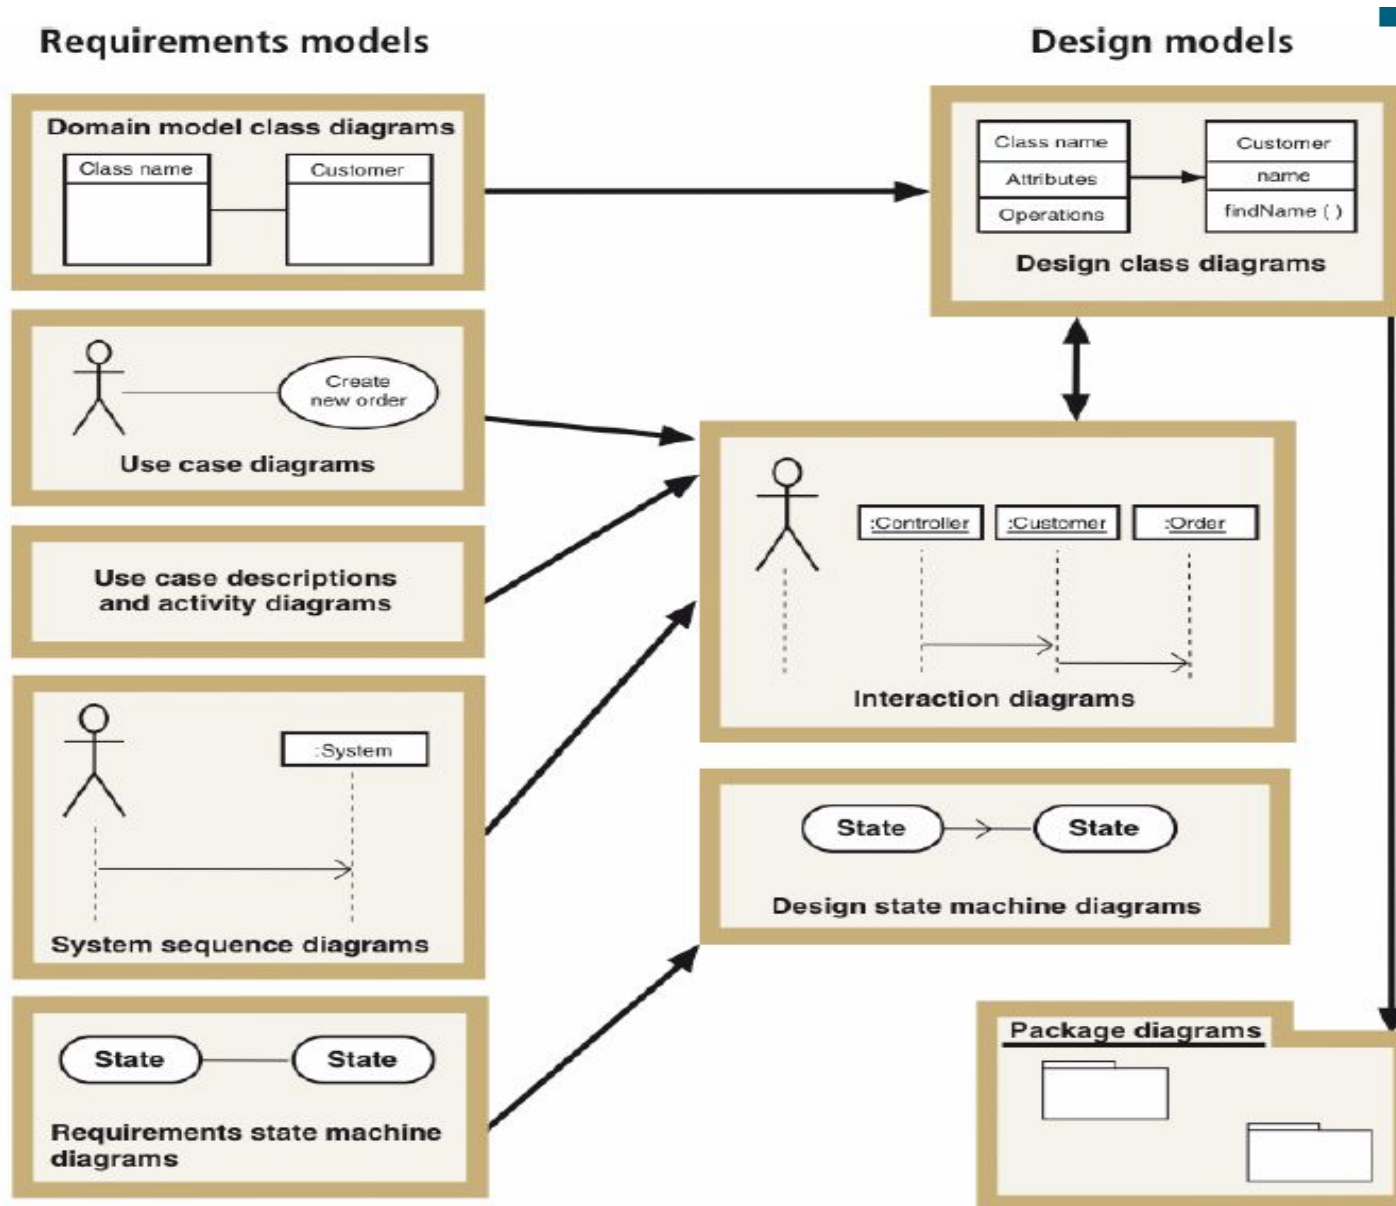 Requirements models
Design models
Domain model class diagrams
Class name
Customer
Class name
Attributes
Operations
Customer
name
findName ( )
Design class diagrams
Create
new order
Use case diagrams
Use case descriptions
and activity diagrams
:Controller
:Customer
:Order
Interaction diagrams
:System
System sequence diagrams
State
State
Design state machine diagrams
State
State
Requirements state machine
diagrams
Package diagrams